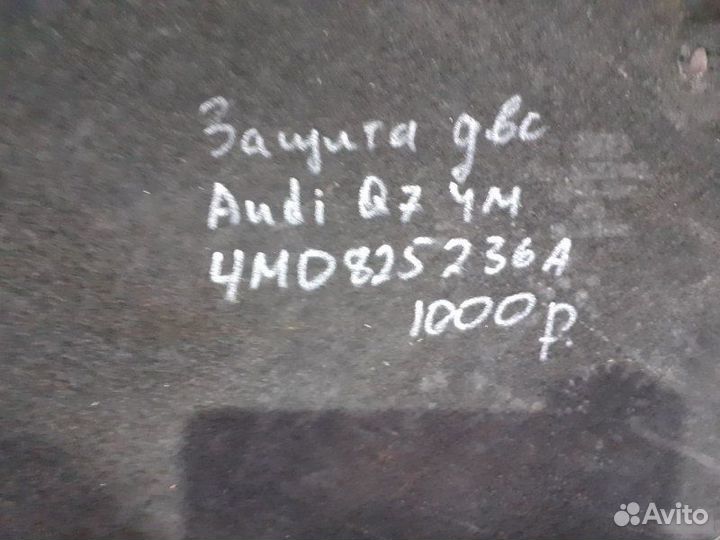 Защита двс
Audi Q7 4M
4M0825236A
1000р.
Avito